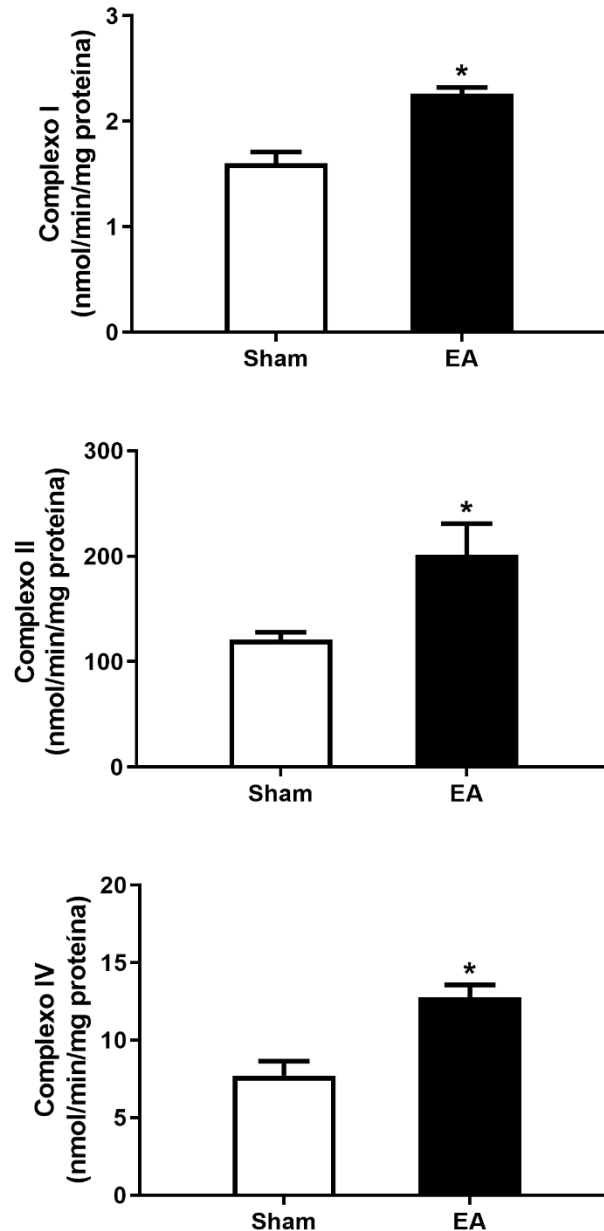 Complexo I
(nmol/min/mg proteína)
3
2
1
0
*
Sham
EA
Complexo II
(nmol/min/mg proteína)
300
200
100
0
*
Sham
EA
Complexo IV
(nmol/min/mg proteína)
20
15
10
5
0
*
Sham
EA